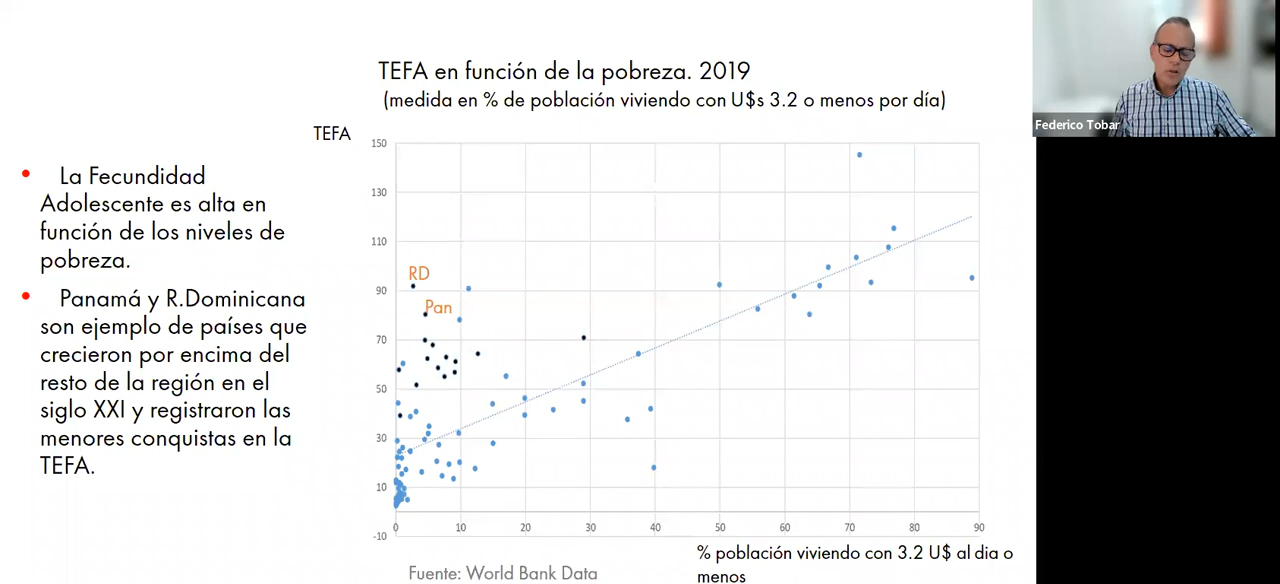 TEFA en función de la pobreza. 2019
(medida en % de población viviendo con U$s 3.2 o menos por día)
Federico Tobar
TEFA
• La Fecundidad
Adolescente es alta en
función de los niveles de
pobreza.
• Panamá y R.Dominicana
son ejemplo de países que
crecieron por encima del
resto de la región en el
siglo XXI y registraron las
menores conquistas en la
TEFA.
150
130
110
90
70
50
30
10
-10
RD
Pan
0 10 20 30 40 50 60 70 80 90
% población viviendo con 3.2 U$ al dia o
menos
Fuente: World Bank Data